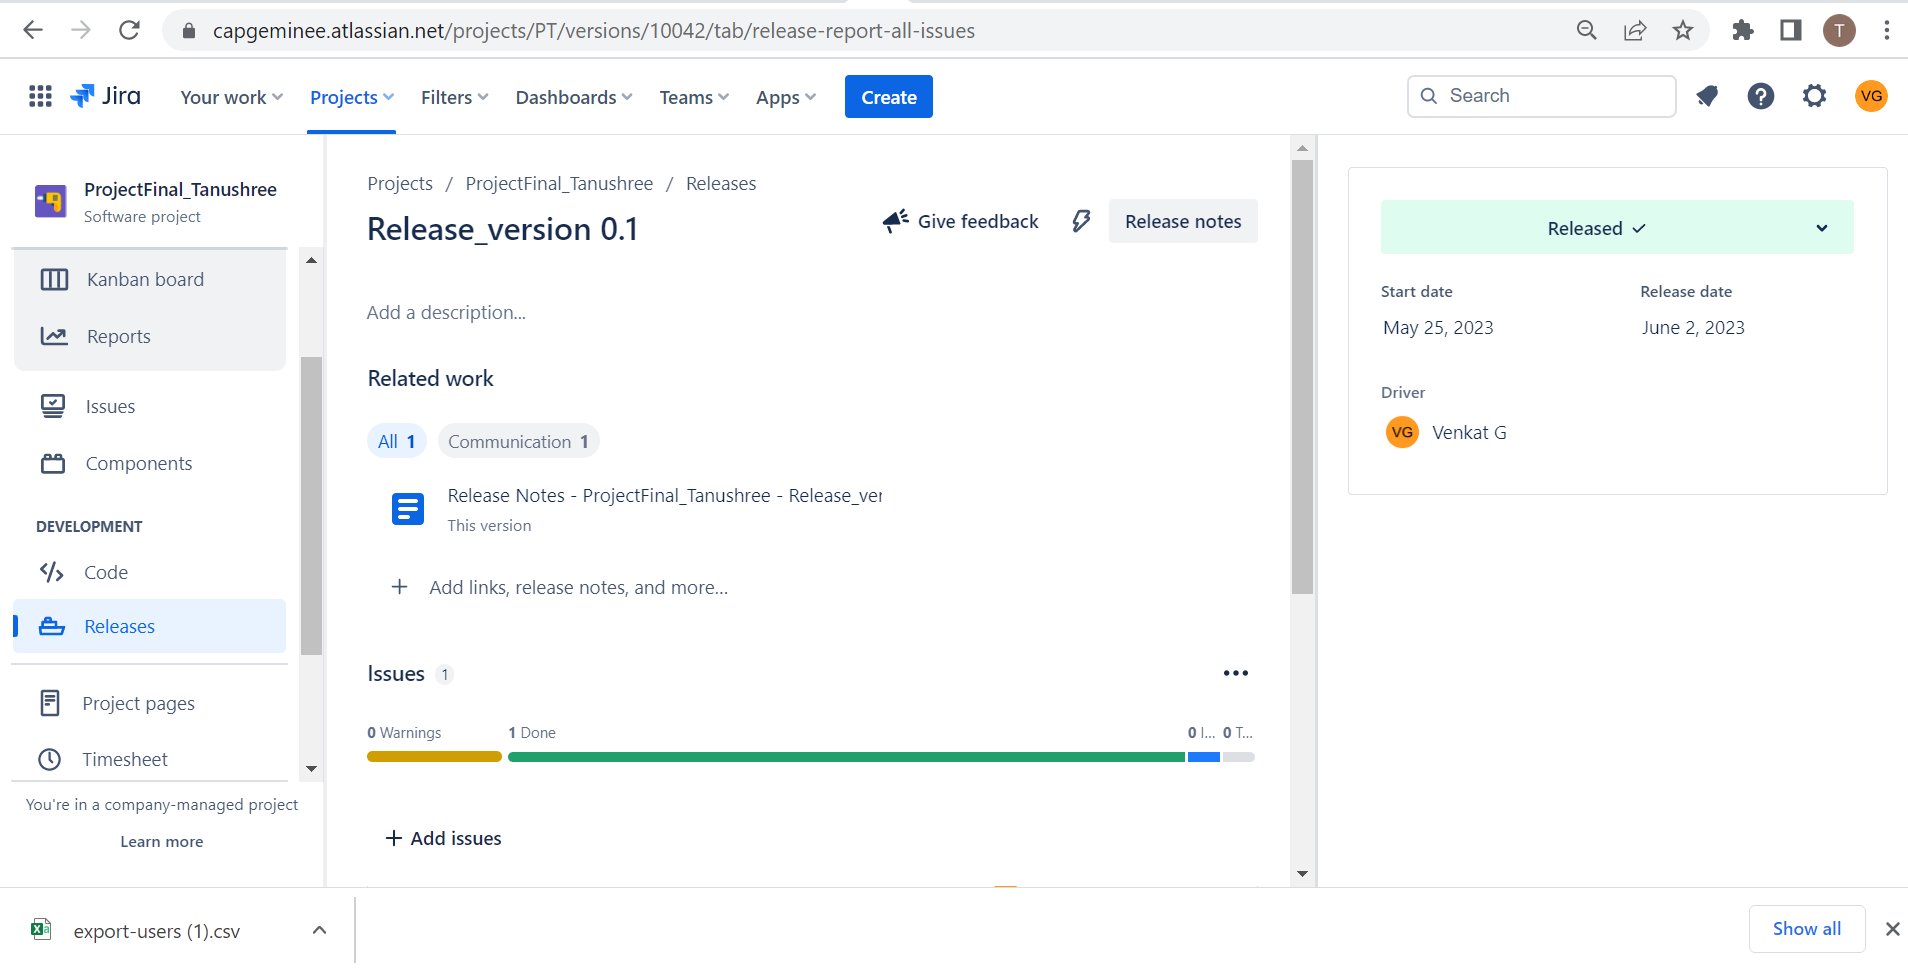 capgeminee.atlassian.net/projects/PT/versions/10042/tab/release-report-all-issues
T
Jira
Your work
Projects
Filters
Dashboards
Teams
Apps
Create
Search
VG
ProjectFinal_Tanushree
Software project
Kanban board
Reports
Issues
Components
DEVELOPMENT
Code
Releases
Project pages
Timesheet
You're in a company-managed project
Learn more
Projects / ProjectFinal_Tanushree / Releases
Release_version 0.1
Give feedback
Release notes
Add a description...
Related work
All 1
Communication 1
Release Notes - ProjectFinal_Tanushree - Release_ver
This version
+ Add links, release notes, and more...
Issues 1
0 Warnings
1 Done
0 I...
0 T...
+ Add issues
Released ✓
Start date
Release date
May 25, 2023
June 2, 2023
Driver
VG Venkat G
export-users (1).csv
Show all